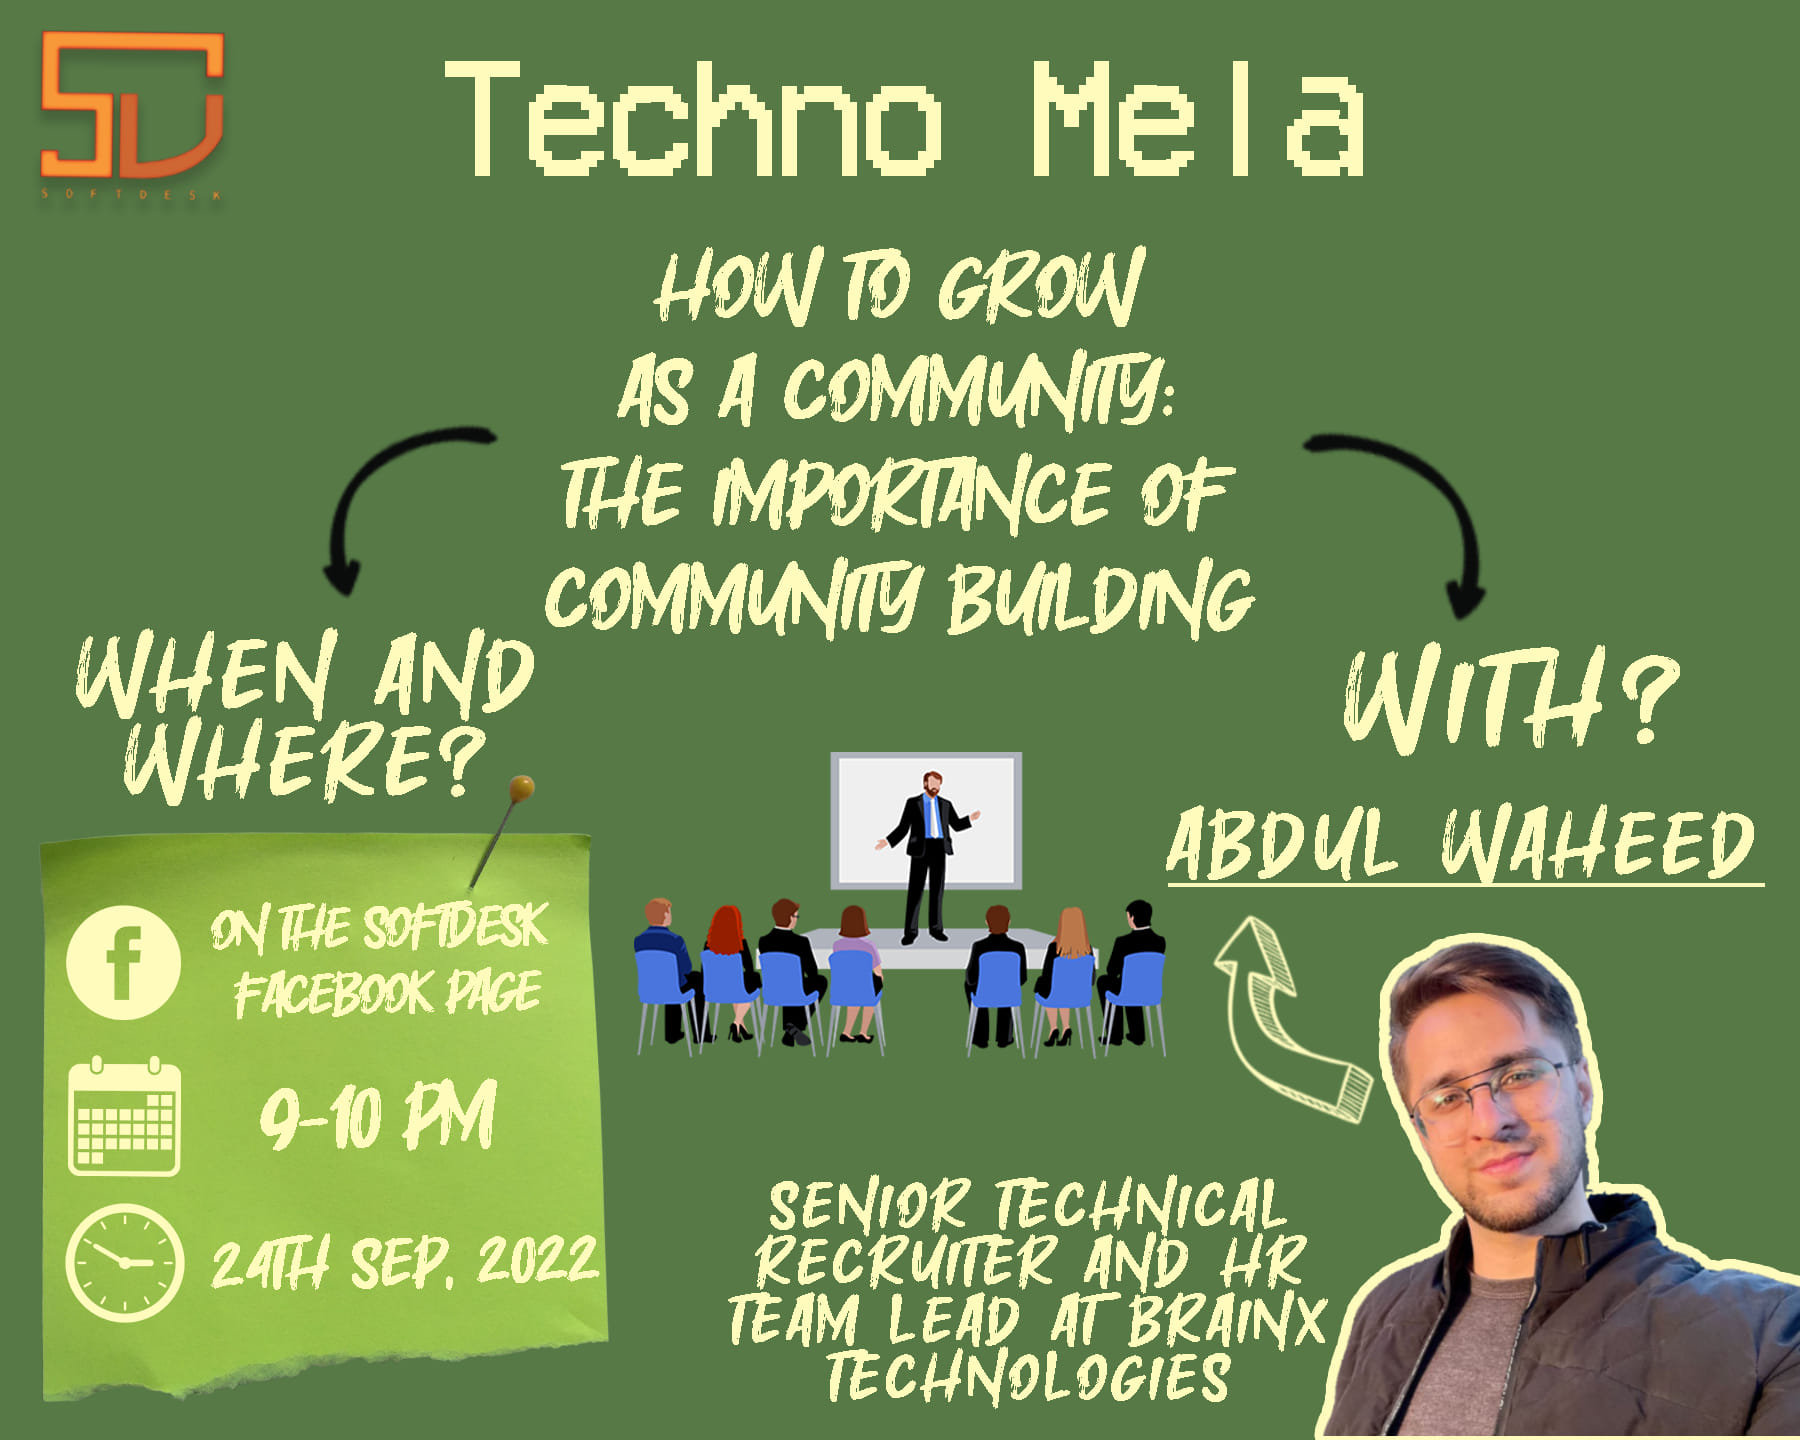 SOFTDESK
Techno Mela
HOW TO GROW
AS A COMMUNITY:
THE IMPORTANCE OF
COMMUNITY BUILDING
WHEN AND
WHERE?
ON THE SOFTDESK
FACEBOOK PAGE
9-10 PM
24TH SEP, 2022
WITH?
ABDUL WAHEED
SENIOR TECHNICAL
RECRUITER AND HR
TEAM LEAD AT BRAINX
TECHNOLOGIES